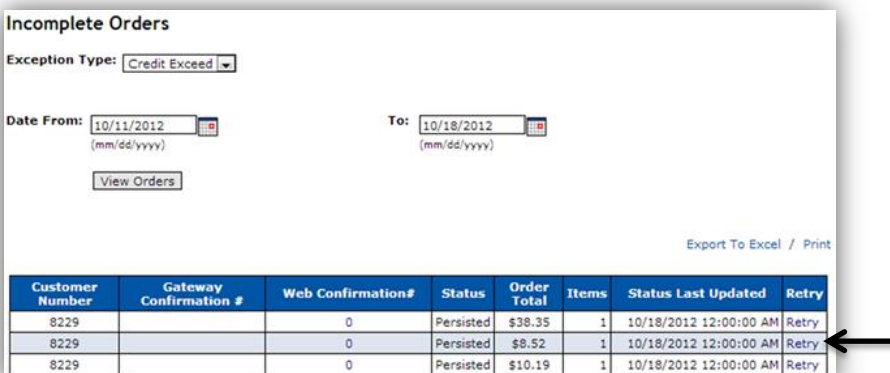 Incomplete Orders
Exception Type: Credit Exceed
Date From: 10/11/2012 To: 10/18/2012
(mm/dd/yyyy) (mm/dd/yyyy)
View Orders
Export To Excel / Print
Customer Number Gateway Confirmation # Web Confirmation# Status Order Total Items Status Last Updated Retry
8229 0 Persisted $38.35 1 10/18/2012 12:00:00 AM Retry
8229 0 Persisted $8.52 1 10/18/2012 12:00:00 AM Retry
8229 0 Persisted $10.19 1 10/18/2012 12:00:00 AM Retry